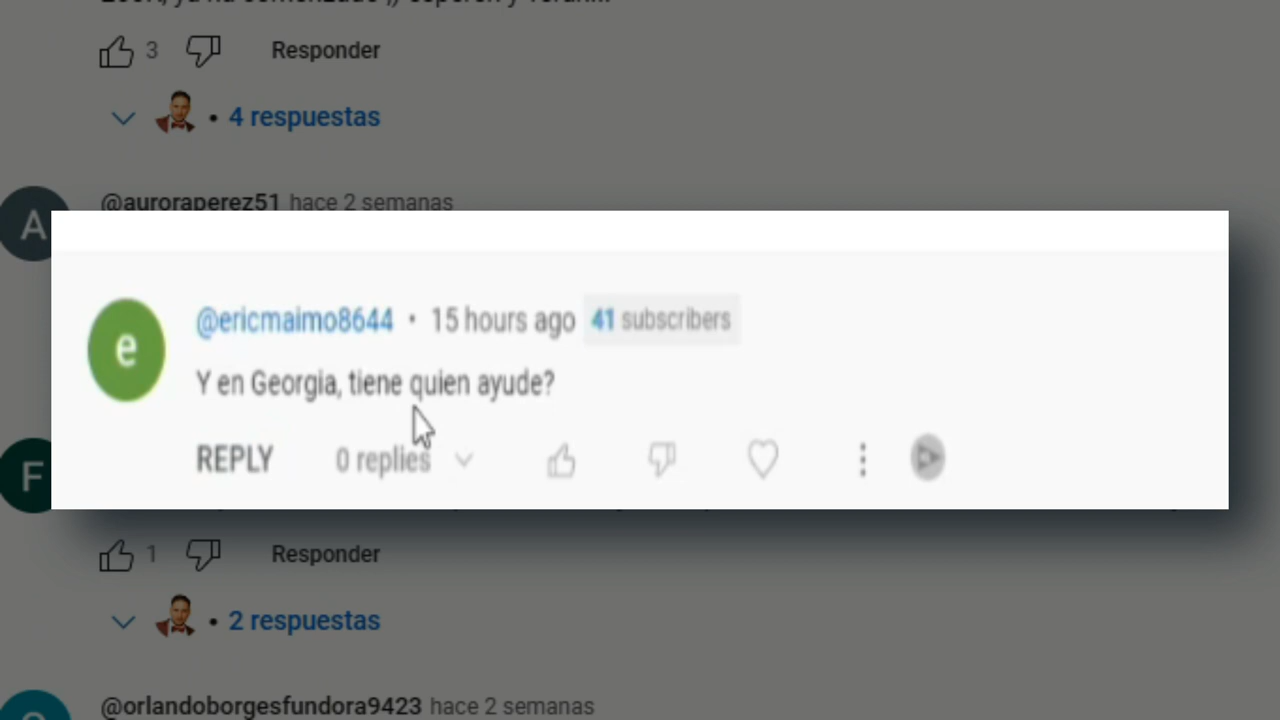 3 Responder
• 4 respuestas
A @auroraperez51 hace 2 semanas
e @ericmaimo8644 • 15 hours ago 41 subscribers
Y en Georgia, tiene quien ayude?
REPLY 0 replies
F
1 Responder
• 2 respuestas
@orlandoborgesfundora9423 hace 2 semanas